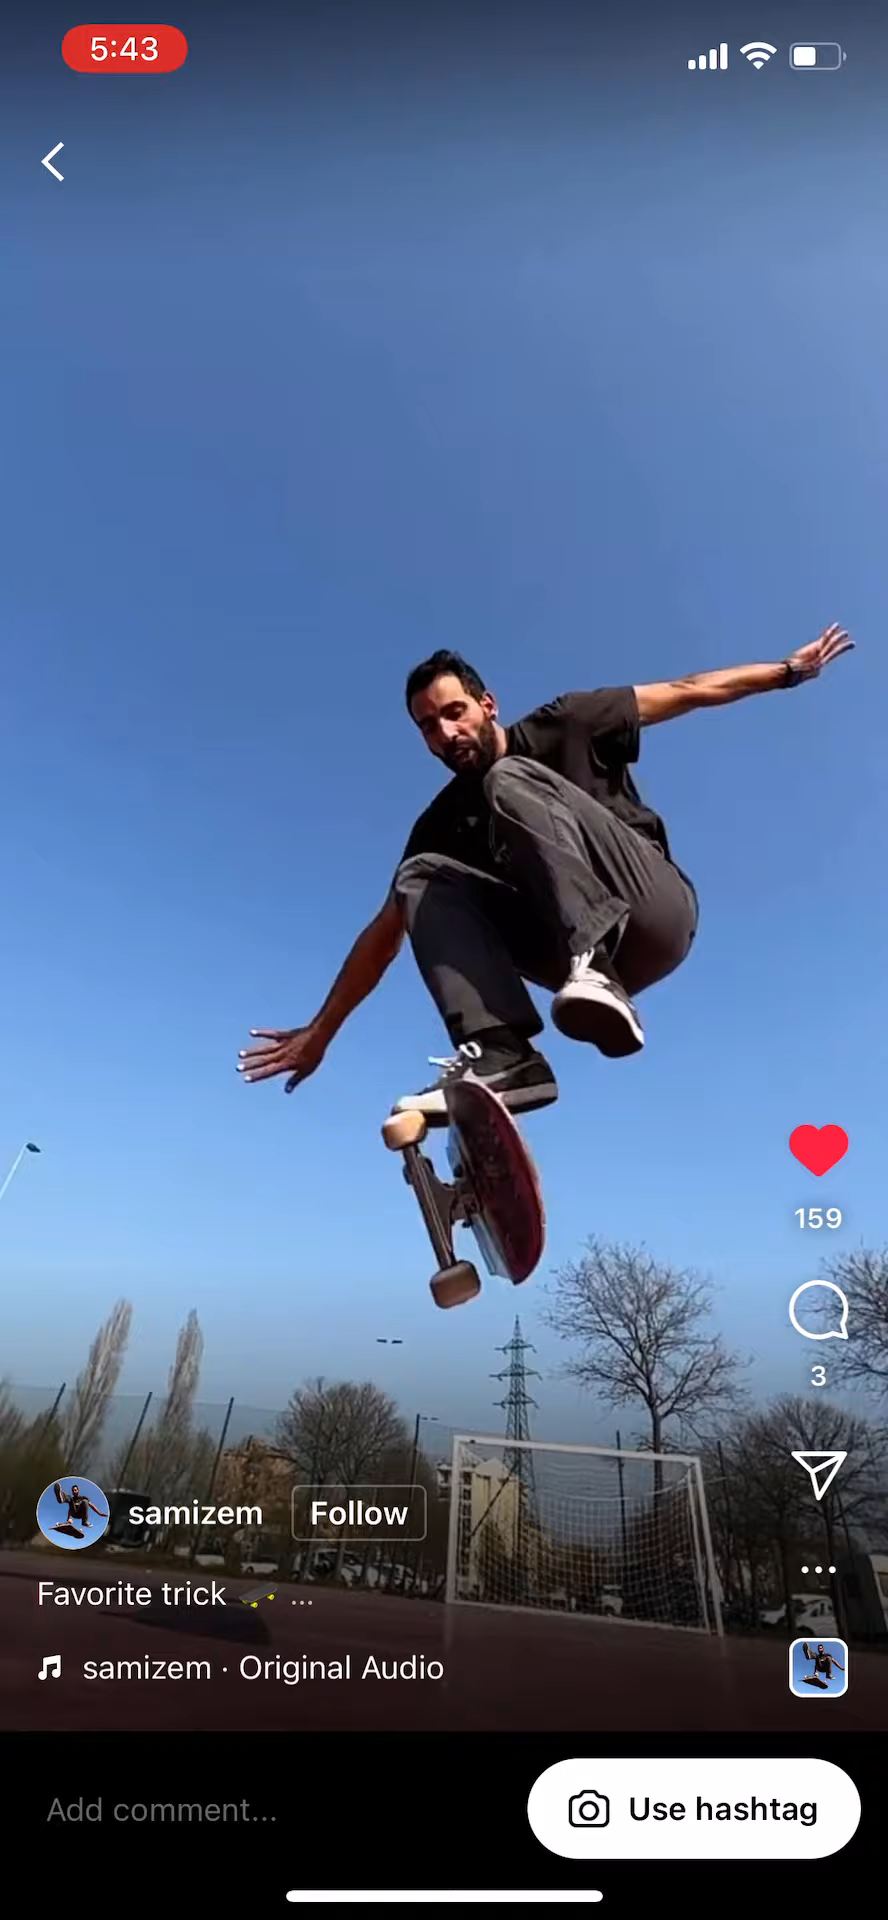 5:43
159
3
samizem Follow
Favorite trick 🛹 ...
samizem · Original Audio
Add comment...
Use hashtag